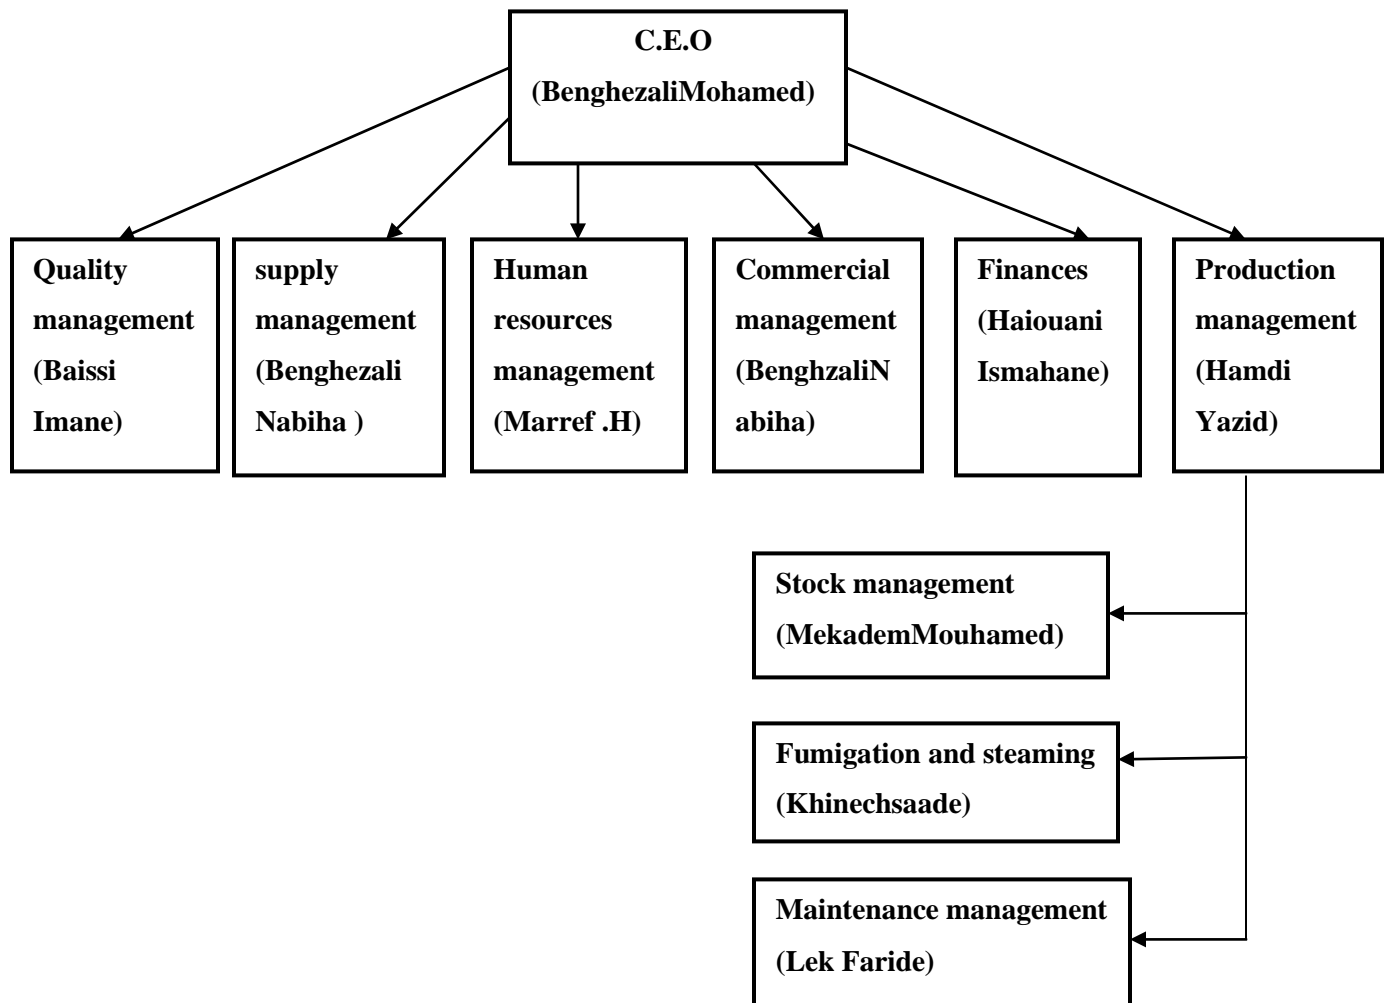 C.E.O
(BenghezaliMohamed)
Quality
management
(Baissi
Imane)
supply
management
(Benghezali
Nabiha )
Human
resources
management
(Marref .H)
Commercial
management
(BenghzaliN
abiha)
Finances
(Haiouani
Ismahane)
Production
management
(Hamdi
Yazid)
Stock management
(MekademMouhamed)
Fumigation and steaming
(Khinechsaade)
Maintenance management
(Lek Faride)